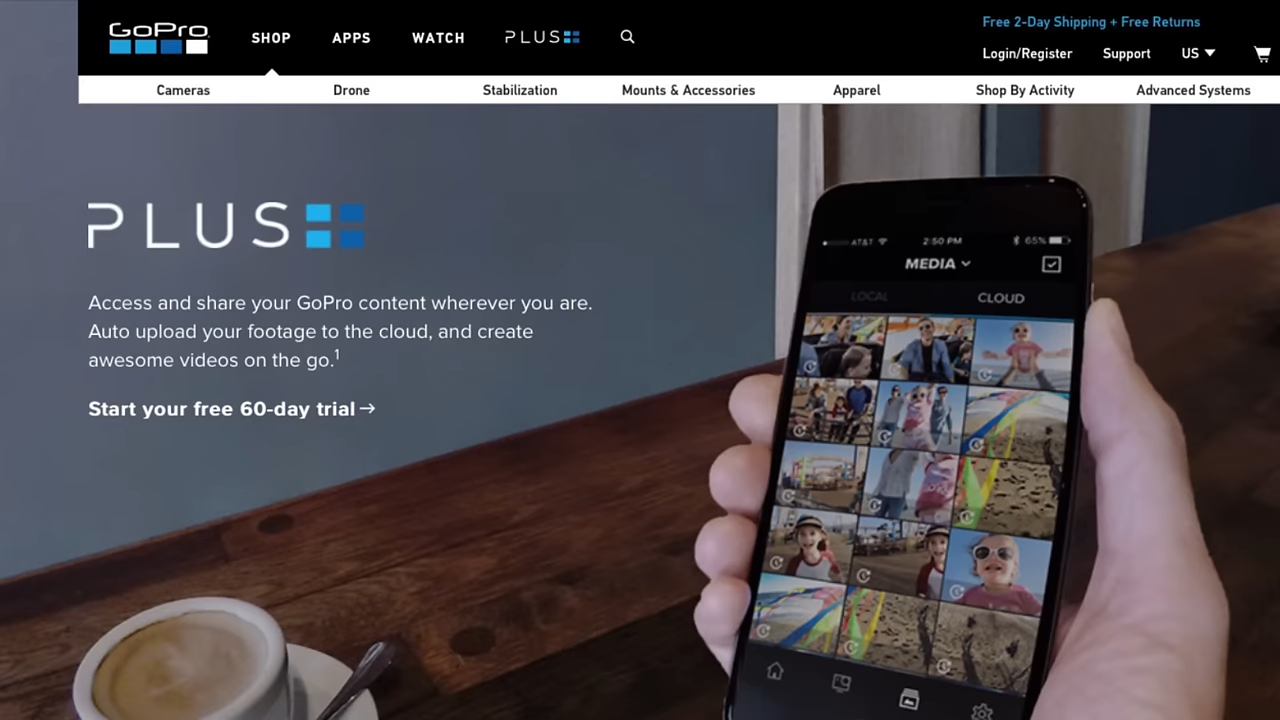 GoPro
SHOP
APPS
WATCH
PLUS
Free 2-Day Shipping + Free Returns
Login/Register
Support
US
Cameras
Drone
Stabilization
Mounts & Accessories
Apparel
Shop By Activity
Advanced Systems
PLUS
Access and share your GoPro content wherever you are.
Auto upload your footage to the cloud, and create
awesome videos on the go.1
Start your free 60-day trial→
AT&T
2:50 PM
65%
MEDIA
LOCAL
CLOUD